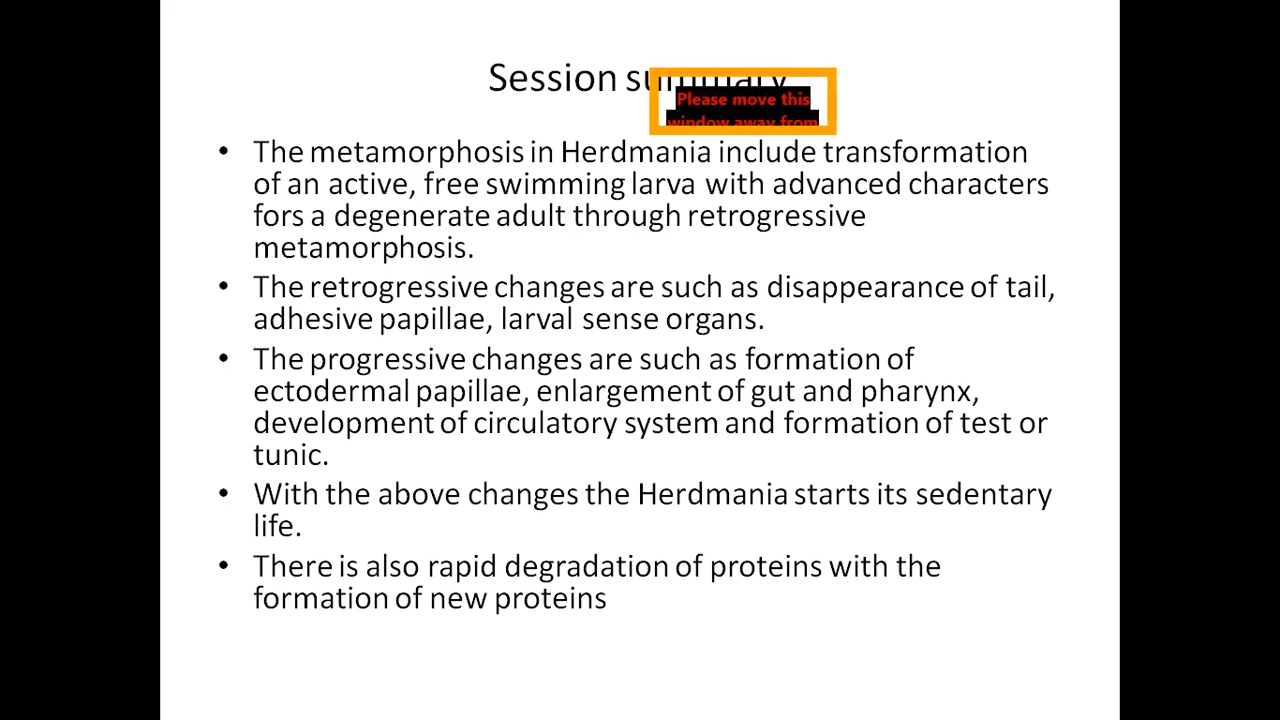 Session summary
Please move this
window away from
• The metamorphosis in Herdmania include transformation
of an active, free swimming larva with advanced characters
fors a degenerate adult through retrogressive
metamorphosis.
• The retrogressive changes are such as disappearance of tail,
adhesive papillae, larval sense organs.
• The progressive changes are such as formation of
ectodermal papillae, enlargement of gut and pharynx,
development of circulatory system and formation of test or
tunic.
• With the above changes the Herdmania starts its sedentary
life.
• There is also rapid degradation of proteins with the
formation of new proteins